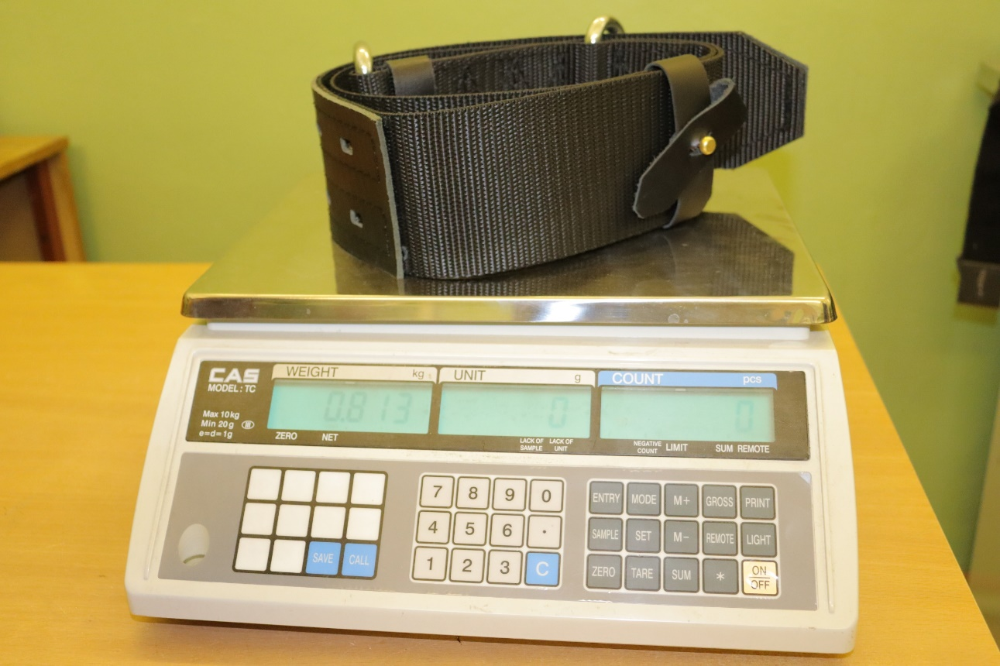 CAS
MODEL : TC
Max 10kg
Min 20g
e=d=1g
III
WEIGHT kg
0.813
ZERO NET
UNIT g
0
LACK OF SAMPLE LACK OF UNIT
COUNT pcs
0
NEGATIVE COUNT LIMIT SUM REMOTE
SAVE CALL
7 8 9 0
4 5 6 .
1 2 3 C
ENTRY MODE M+ GROSS PRINT
SAMPLE SET M- REMOTE LIGHT
ZERO TARE SUM * ON OFF